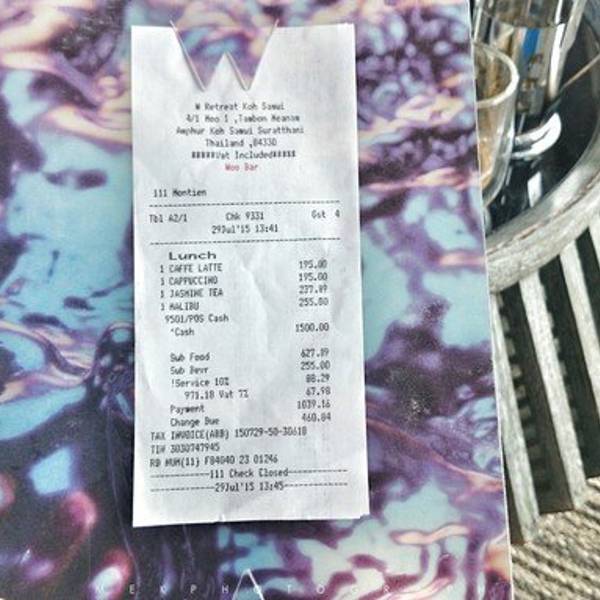 W Retreat Koh Samui
4/1 Moo 1 ,Tambon Meanam
Amphur Koh Samui Suratthani
Thailand ,84330
#####Vat Included#####
Woo Bar
111 Montien
Tbl A2/1 Chk 9331 Gst 4
29Jul'15 13:41
Lunch
1 CAFFE LATTE 195.00
1 CAPPUCCINO 195.00
1 JASMINE TEA 237.89
1 MALIBU 255.00
9501/POS Cash
*Cash 1500.00
Sub Food 627.89
Sub Bevr 255.00
!Service 10% 88.29
971.18 Vat 7% 67.98
Payment 1039.16
Change Due 460.84
TAX INVOICE(ABB) 150729-50-30618
TIN 3030747945
RD NUM(11) F84040 23 01246
111 Check Closed
29Jul'15 13:45